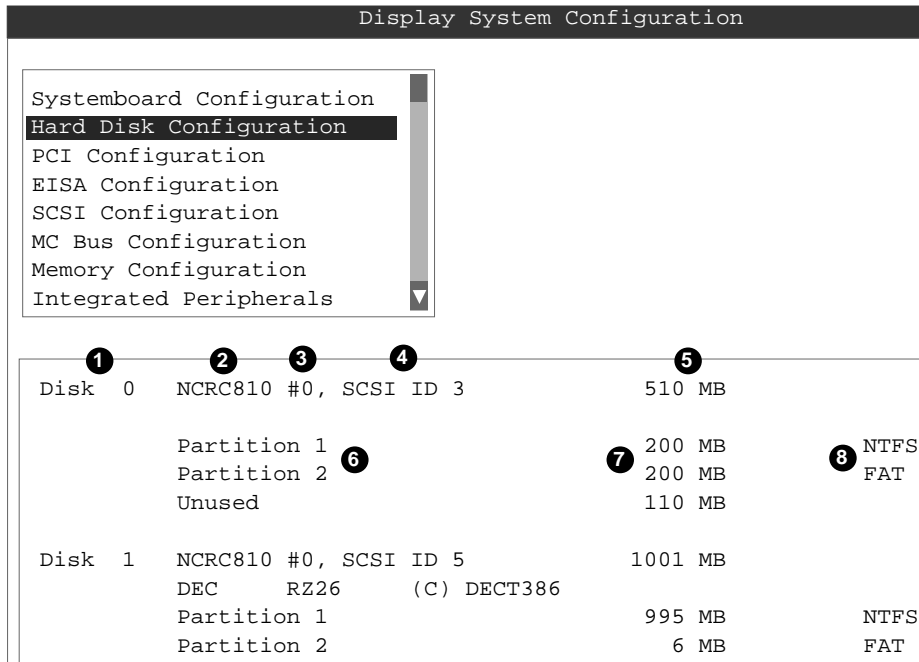 Display System Configuration
Systemboard Configuration
Hard Disk Configuration
PCI Configuration
EISA Configuration
SCSI Configuration
MC Bus Configuration
Memory Configuration
Integrated Peripherals
1 2 3 4 5
Disk 0 NCRC810 #0, SCSI ID 3 510 MB
Partition 1 200 MB NTFS
6 7 8
Partition 2 200 MB FAT
Unused 110 MB
Disk 1 NCRC810 #0, SCSI ID 5 1001 MB
DEC RZ26 (C) DECT386
Partition 1 995 MB NTFS
Partition 2 6 MB FAT